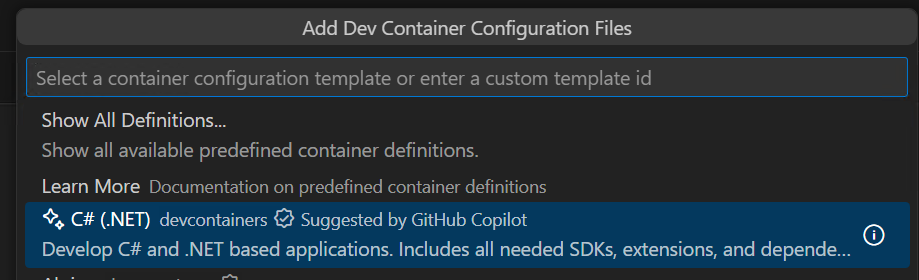 Add Dev Container Configuration Files
Select a container configuration template or enter a custom template id
Show All Definitions...
Show all available predefined container definitions.
Learn More Documentation on predefined container definitions
C# (.NET) devcontainers Suggested by GitHub Copilot
Develop C# and .NET based applications. Includes all needed SDKs, extensions, and depende...